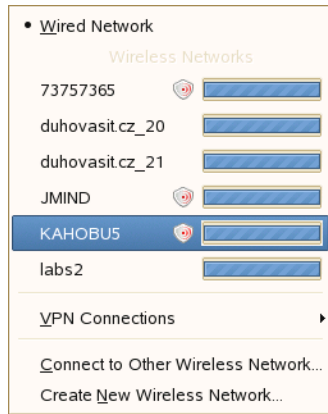 Wired Network
Wireless Networks
73757365
duhovasit.cz_20
duhovasit.cz_21
JMIND
KAHOBU5
labs2
VPN Connections
Connect to Other Wireless Network...
Create New Wireless Network...